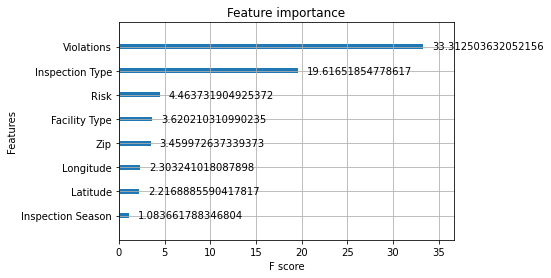 Feature importance
Violations 33.312503632052156
Inspection Type 19.61651854778617
Risk 4.463731904925372
Facility Type 3.620210310990235
Zip 3.459972637339373
Longitude 2.303241018087898
Latitude 2.2168885590417817
Inspection Season 1.083661788346804
Features
0 5 10 15 20 25 30 35
F score